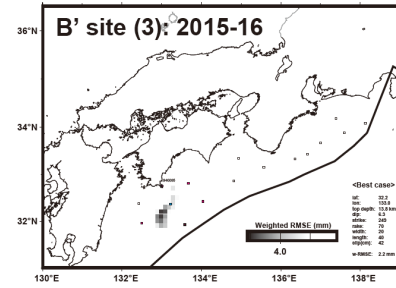 B' site (3): 2015-16
36°N
34°N
32°N
<Best case>
lat: 32.2
lon: 133.0
top depth: 13.8 km
dip: 6.3
strike: 243
rake: 70
width: 20
length: 40
slip(cm): 42
w-RMSE: 2.2 mm
Weighted RMSE (mm)
4.0
130°E
132°E
134°E
136°E
138°E